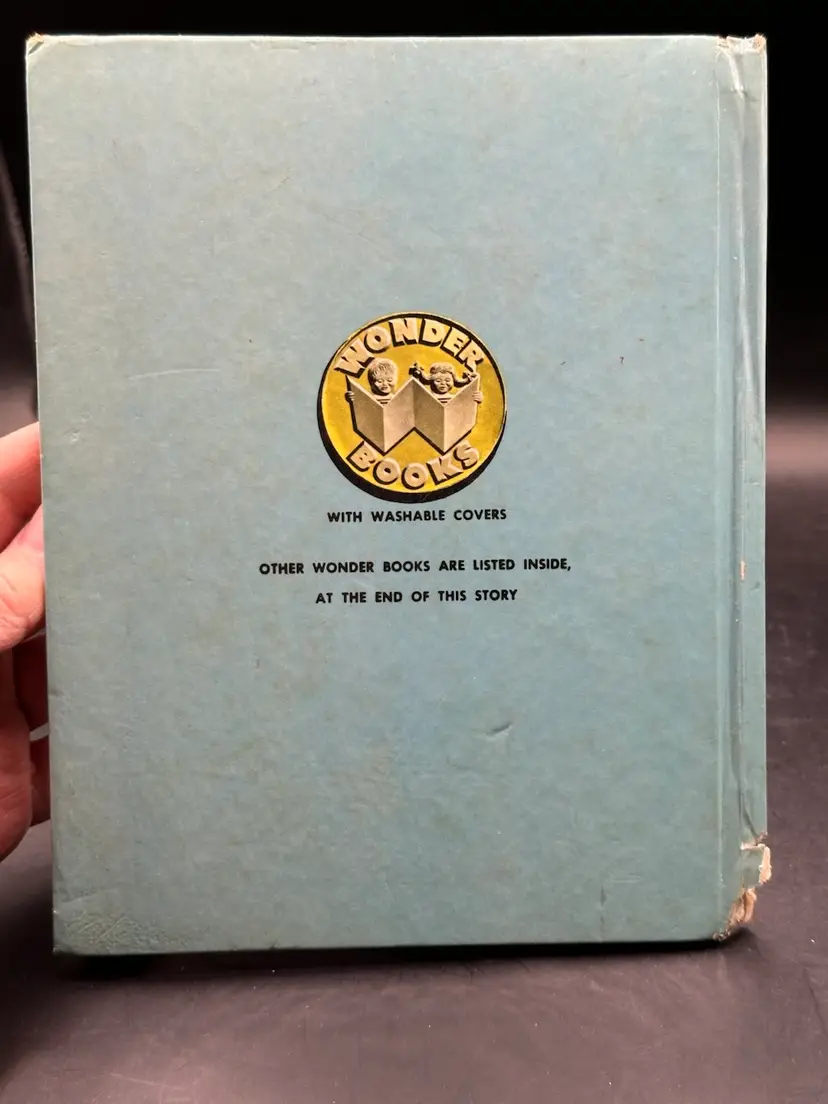 WONDER
BOOKS
WITH WASHABLE COVERS
OTHER WONDER BOOKS ARE LISTED INSIDE,
AT THE END OF THIS STORY